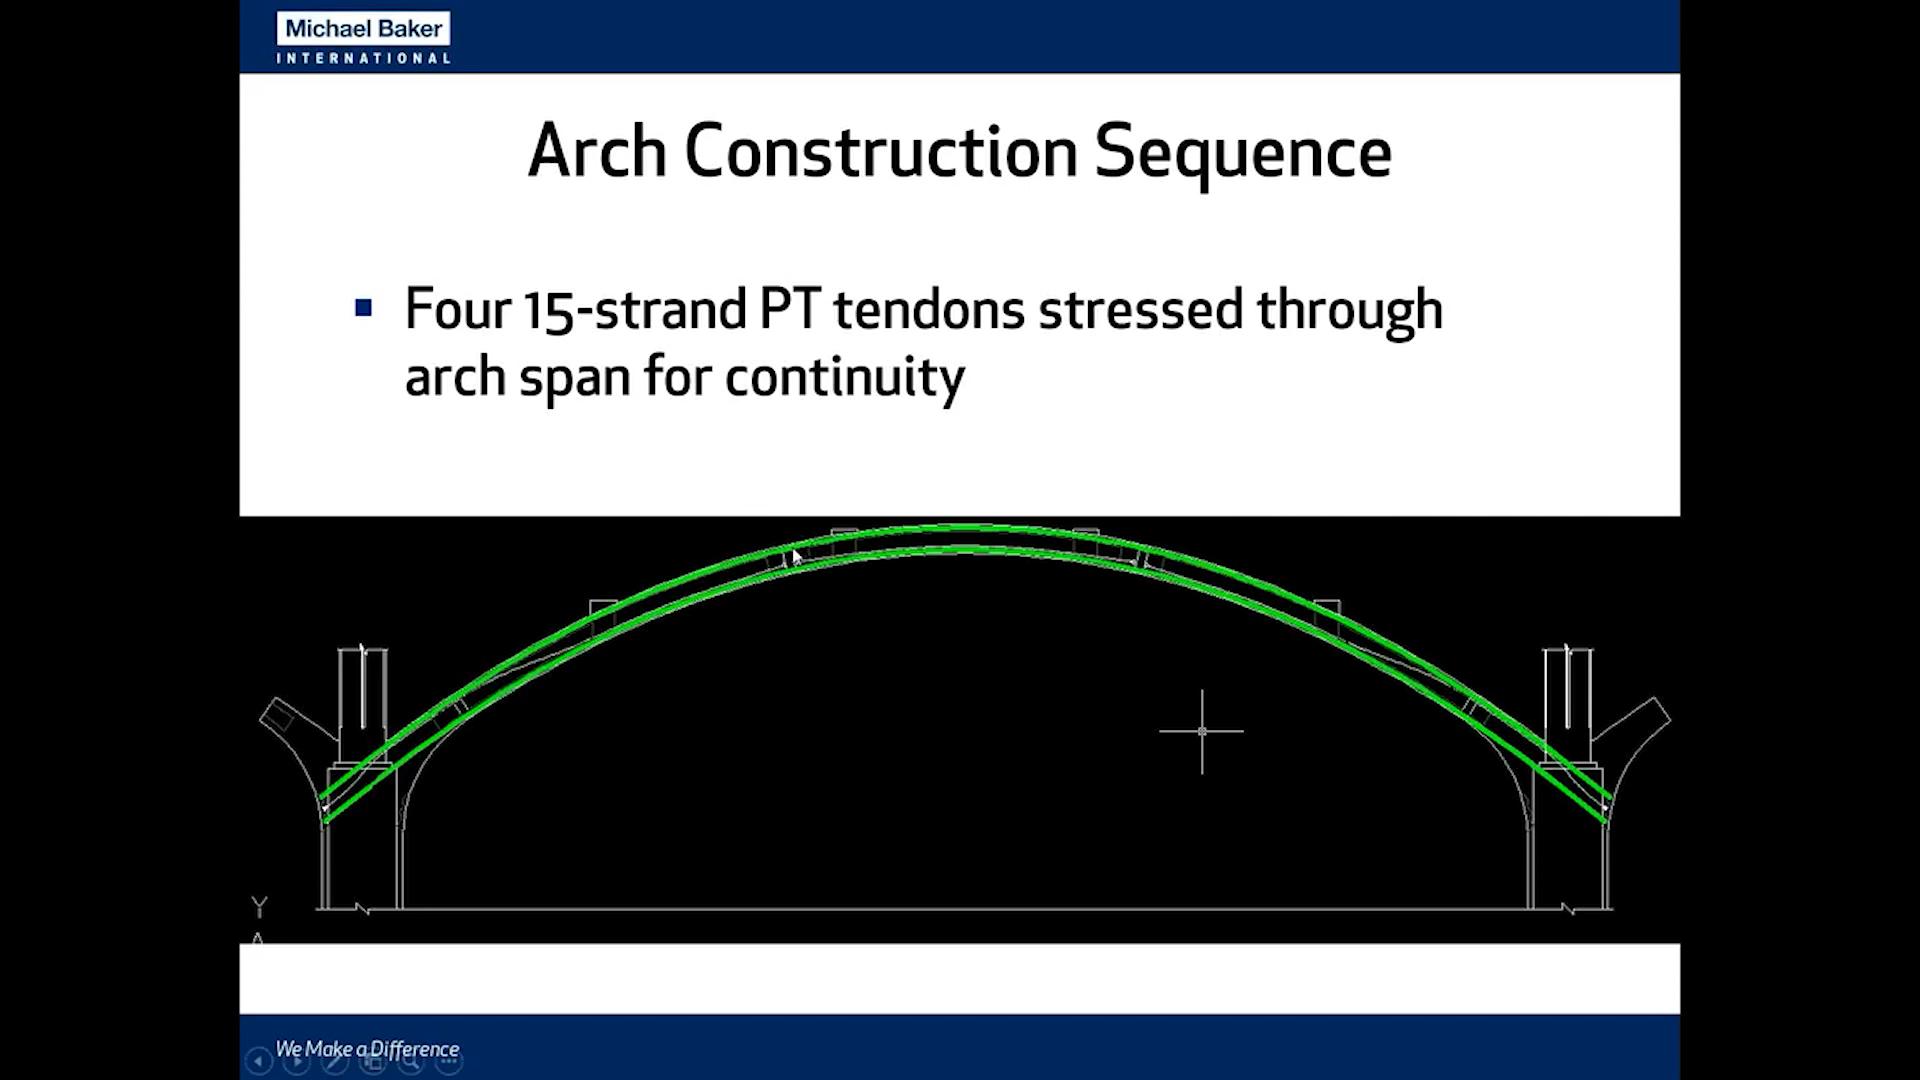 Michael Baker
INTERNATIONAL
Arch Construction Sequence
Four 15-strand PT tendons stressed through
arch span for continuity
Y
We Make a Difference